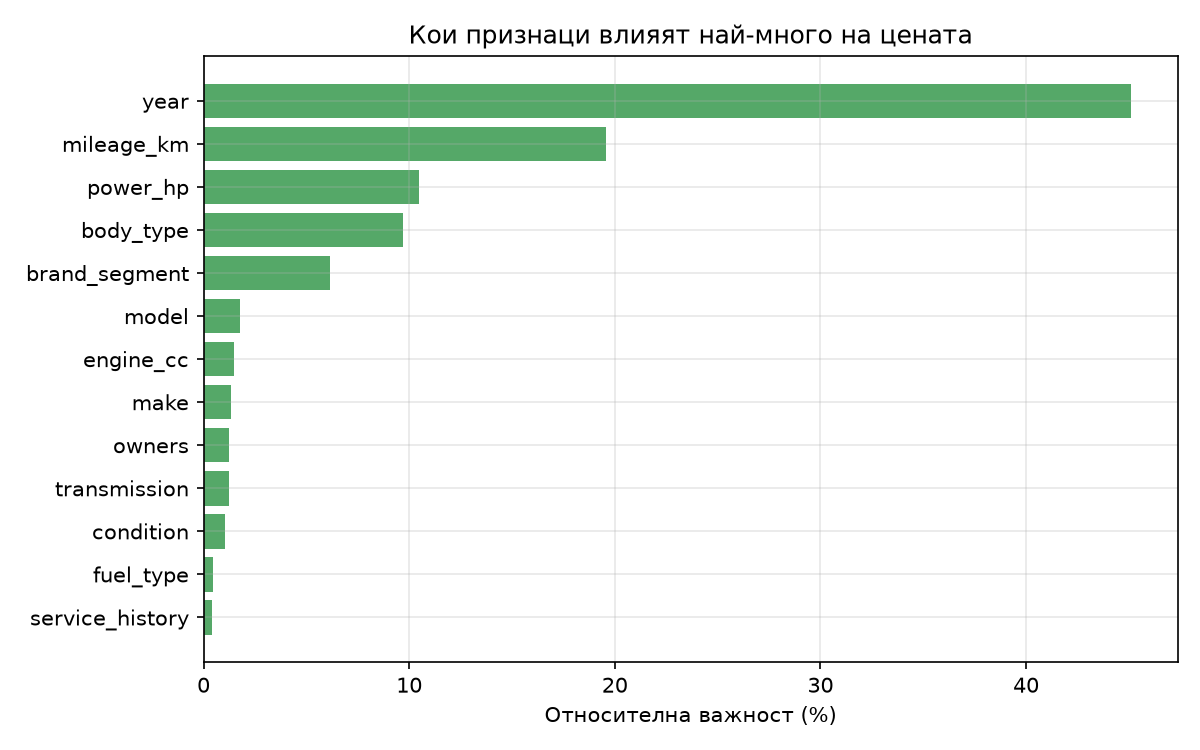 Кои признаци влияят най-много на цената
year
mileage_km
power_hp
body_type
brand_segment
model
engine_cc
make
owners
transmission
condition
fuel_type
service_history
0 10 20 30 40
Относителна важност (%)